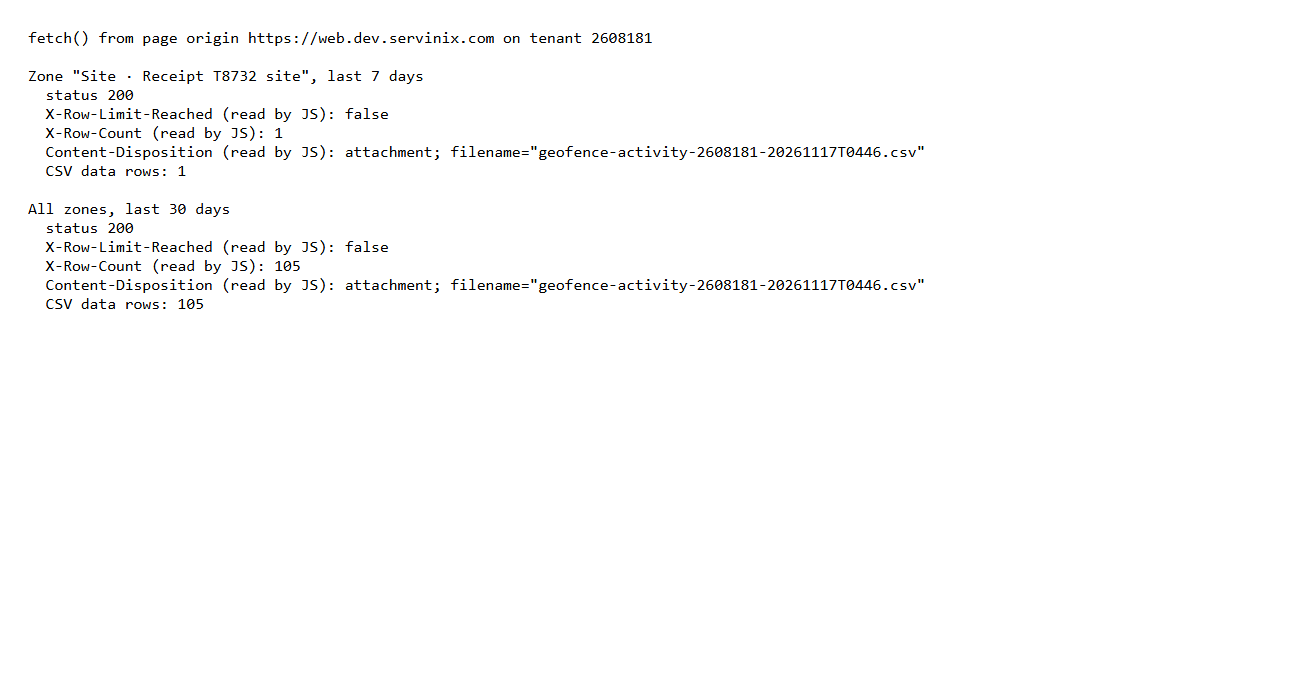 fetch() from page origin https://web.dev.servinix.com on tenant 2608181
Zone "Site · Receipt T8732 site", last 7 days
status 200
X-Row-Limit-Reached (read by JS): false
X-Row-Count (read by JS): 1
Content-Disposition (read by JS): attachment; filename="geofence-activity-2608181-20261117T0446.csv"
CSV data rows: 1
All zones, last 30 days
status 200
X-Row-Limit-Reached (read by JS): false
X-Row-Count (read by JS): 105
Content-Disposition (read by JS): attachment; filename="geofence-activity-2608181-20261117T0446.csv"
CSV data rows: 105